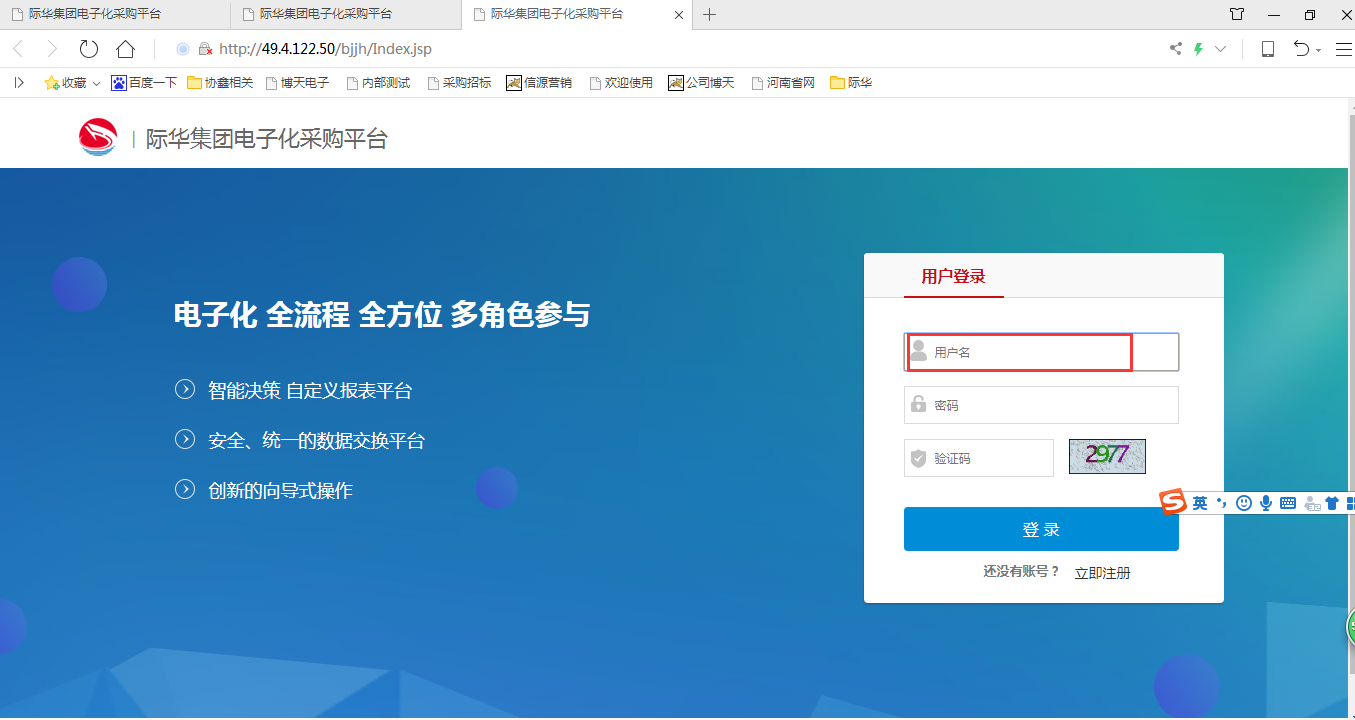 际华集团电子化采购平台 际华集团电子化采购平台 际华集团电子化采购平台
http://49.4.122.50/bjjh/Index.jsp
收藏 百度一下 协鑫相关 博天电子 内部测试 采购招标 信源营销 欢迎使用 公司博天 河南省网 际华
际华集团电子化采购平台
用户登录
电子化 全流程 全方位 多角色参与
用户名
智能决策 自定义报表平台
密码
安全、统一的数据交换平台
验证码 2977
创新的向导式操作
英
登 录
还没有账号？ 立即注册